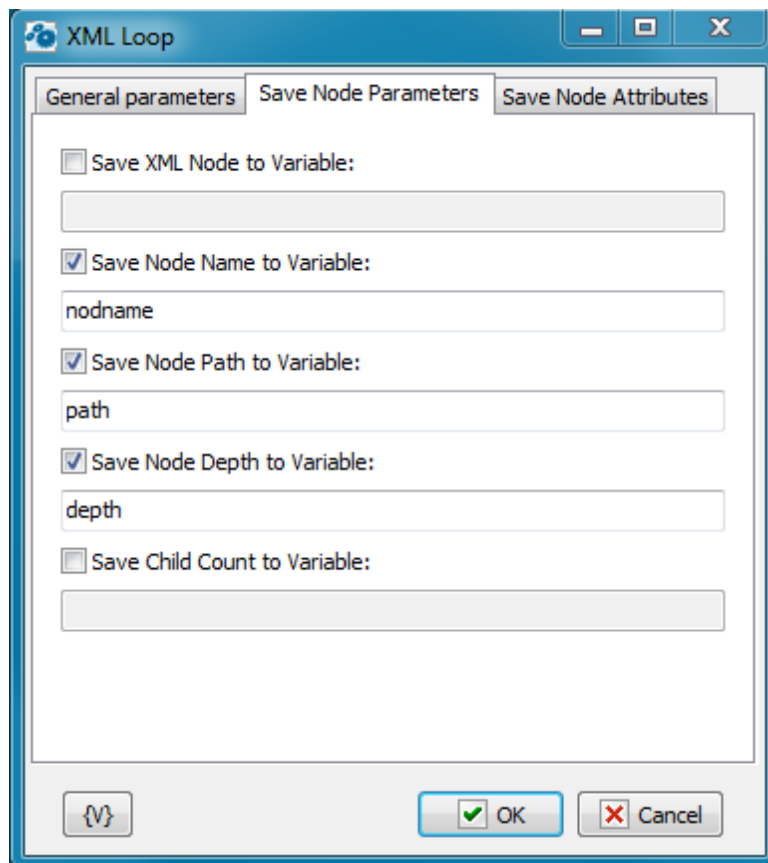 XML Loop
General parameters Save Node Parameters Save Node Attributes
Save XML Node to Variable:
Save Node Name to Variable:
nodname
Save Node Path to Variable:
path
Save Node Depth to Variable:
depth
Save Child Count to Variable:
{V} OK Cancel